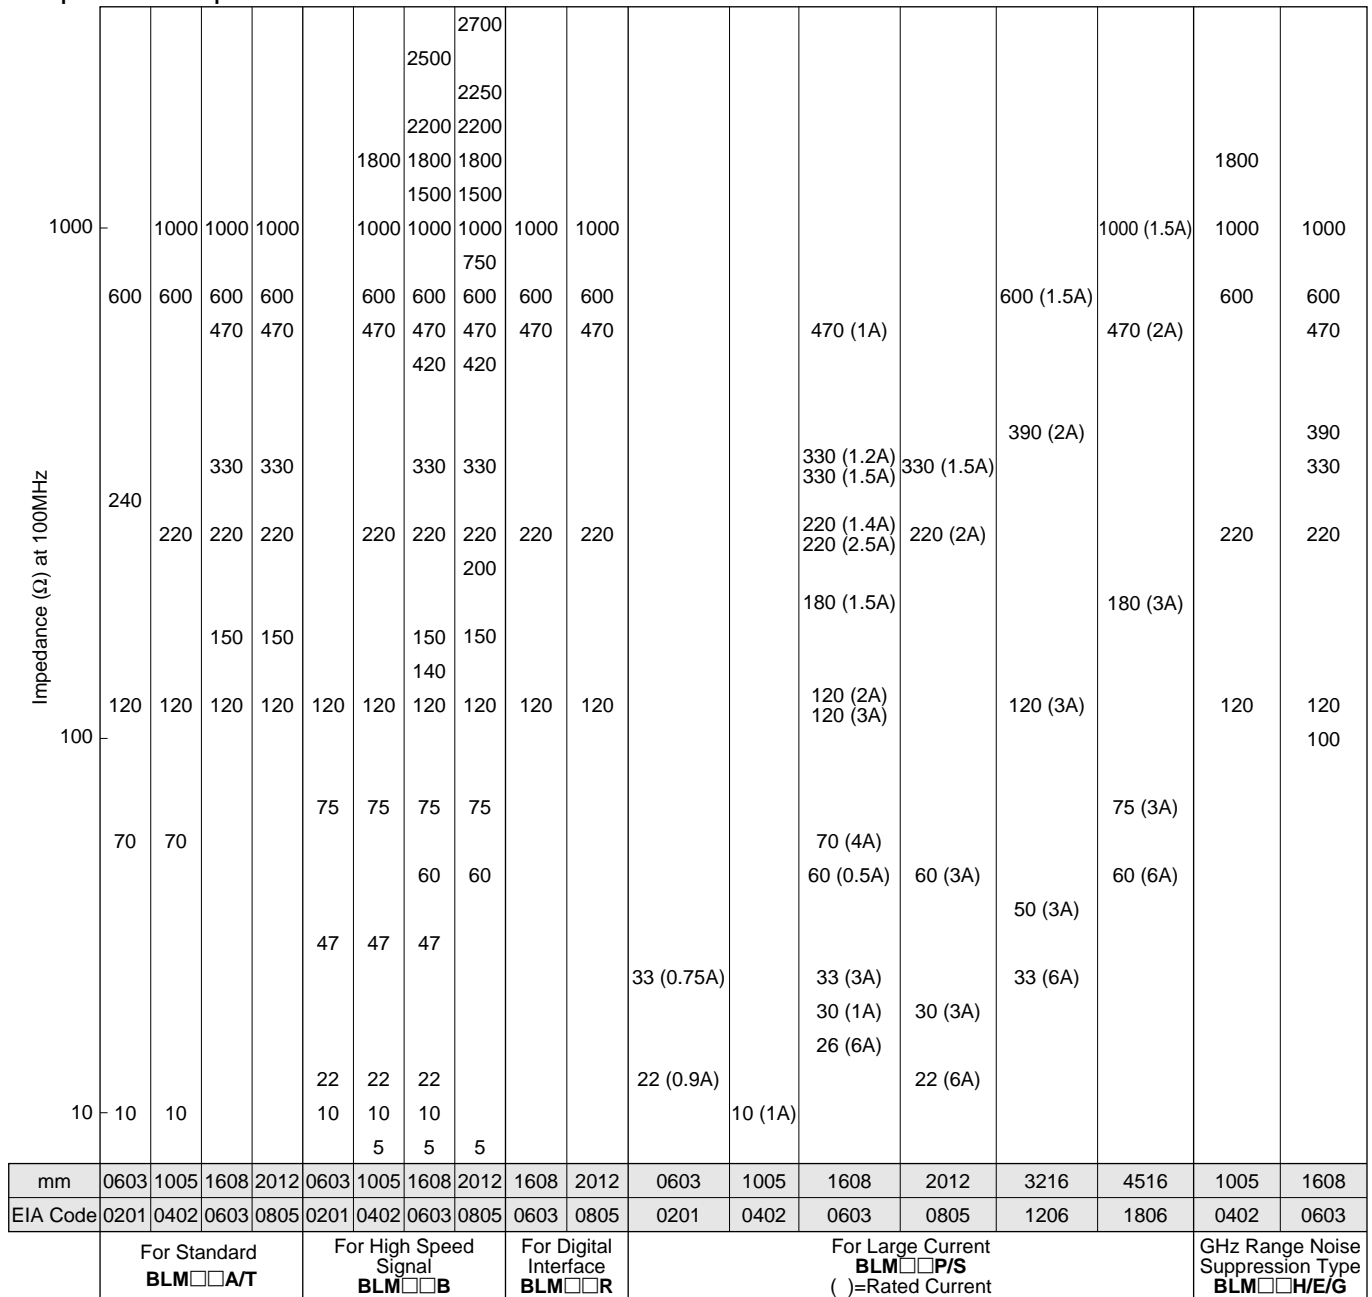 2700
2500
2250
2200 2200
1800 1800 1800 1800
1500 1500
1000 1000 1000 1000 1000 1000 1000 1000 1000 1000 (1.5A) 1000 1000
750
600 600 600 600 600 600 600 600 600 600 (1.5A) 600 600
470 470 470 470 470 470 470 470 (1A) 470 (2A) 470
420 420
390 (2A) 390
330 330 330 330 330 (1.2A) 330 (1.5A) 330
330 (1.5A)
240
220 220 220 220 220 220 220 220 220 (1.4A) 220 (2A) 220 220
220 (2.5A)
200
180 (1.5A) 180 (3A)
150 150 150 150
140
120 120 120 120 120 120 120 120 120 120 120 (2A) 120 (3A) 120 120
120 (3A)
100 100
75 75 75 75 75 (3A)
70 70 70 (4A)
60 60 60 (0.5A) 60 (3A) 60 (6A)
50 (3A)
47 47 47
33 (0.75A) 33 (3A) 33 (6A)
30 (1A) 30 (3A)
26 (6A)
22 22 22 22 (0.9A) 22 (6A)
10 10 10 10 10 10 10 (1A)
5 5 5
Impedance (Ω) at 100MHz
mm 0603 1005 1608 2012 0603 1005 1608 2012 1608 2012 0603 1005 1608 2012 3216 4516 1005 1608
EIA Code 0201 0402 0603 0805 0201 0402 0603 0805 0603 0805 0201 0402 0603 0805 1206 1806 0402 0603
For Standard
BLM□□A/T
For High Speed
Signal
BLM□□B
For Digital
Interface
BLM□□R
For Large Current
BLM□□P/S
( )=Rated Current
GHz Range Noise
Suppression Type
BLM□□H/E/G